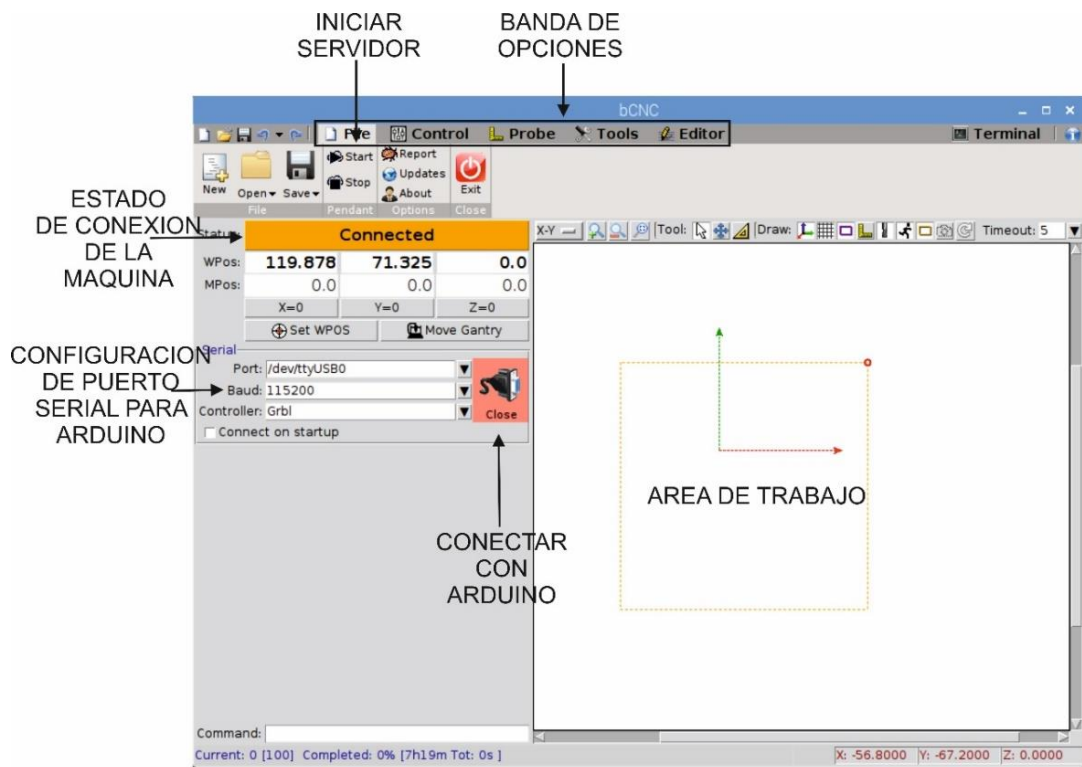 INICIAR
SERVIDOR
BANDA DE
OPCIONES
bCNC
File Control Probe Tools Editor Terminal
New Open Save
Start
Stop
Report
Updates
About
Exit
File Pendant Options Close
ESTADO
DE CONEXION
DE LA
MAQUINA
Status: Connected
WPos: 119.878 71.325 0.0
MPos: 0.0 0.0 0.0
X=0 Y=0 Z=0
Set WPOS Move Gantry
X-Y Tool: Draw: Timeout: 5
CONFIGURACION
DE PUERTO
SERIAL PARA
ARDUINO
Serial
Port: /dev/ttyUSB0
Baud: 115200
Controller: Grbl
Connect on startup
Close
CONECTAR
CON
ARDUINO
AREA DE TRABAJO
Command:
Current: 0 [100] Completed: 0% [7h19m Tot: 0s ]
X: -56.8000 Y: -67.2000 Z: 0.0000